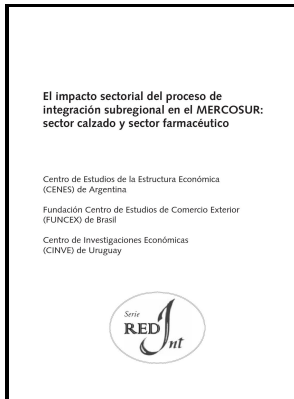 El impacto sectorial del proceso de
integración subregional en el MERCOSUR:
sector calzado y sector farmacéutico
Centro de Estudios de la Estructura Económica
(CENES) de Argentina
Fundación Centro de Estudios de Comercio Exterior
(FUNCEX) de Brasil
Centro de Investigaciones Económicas
(CINVE) de Uruguay
Serie
RED
Int